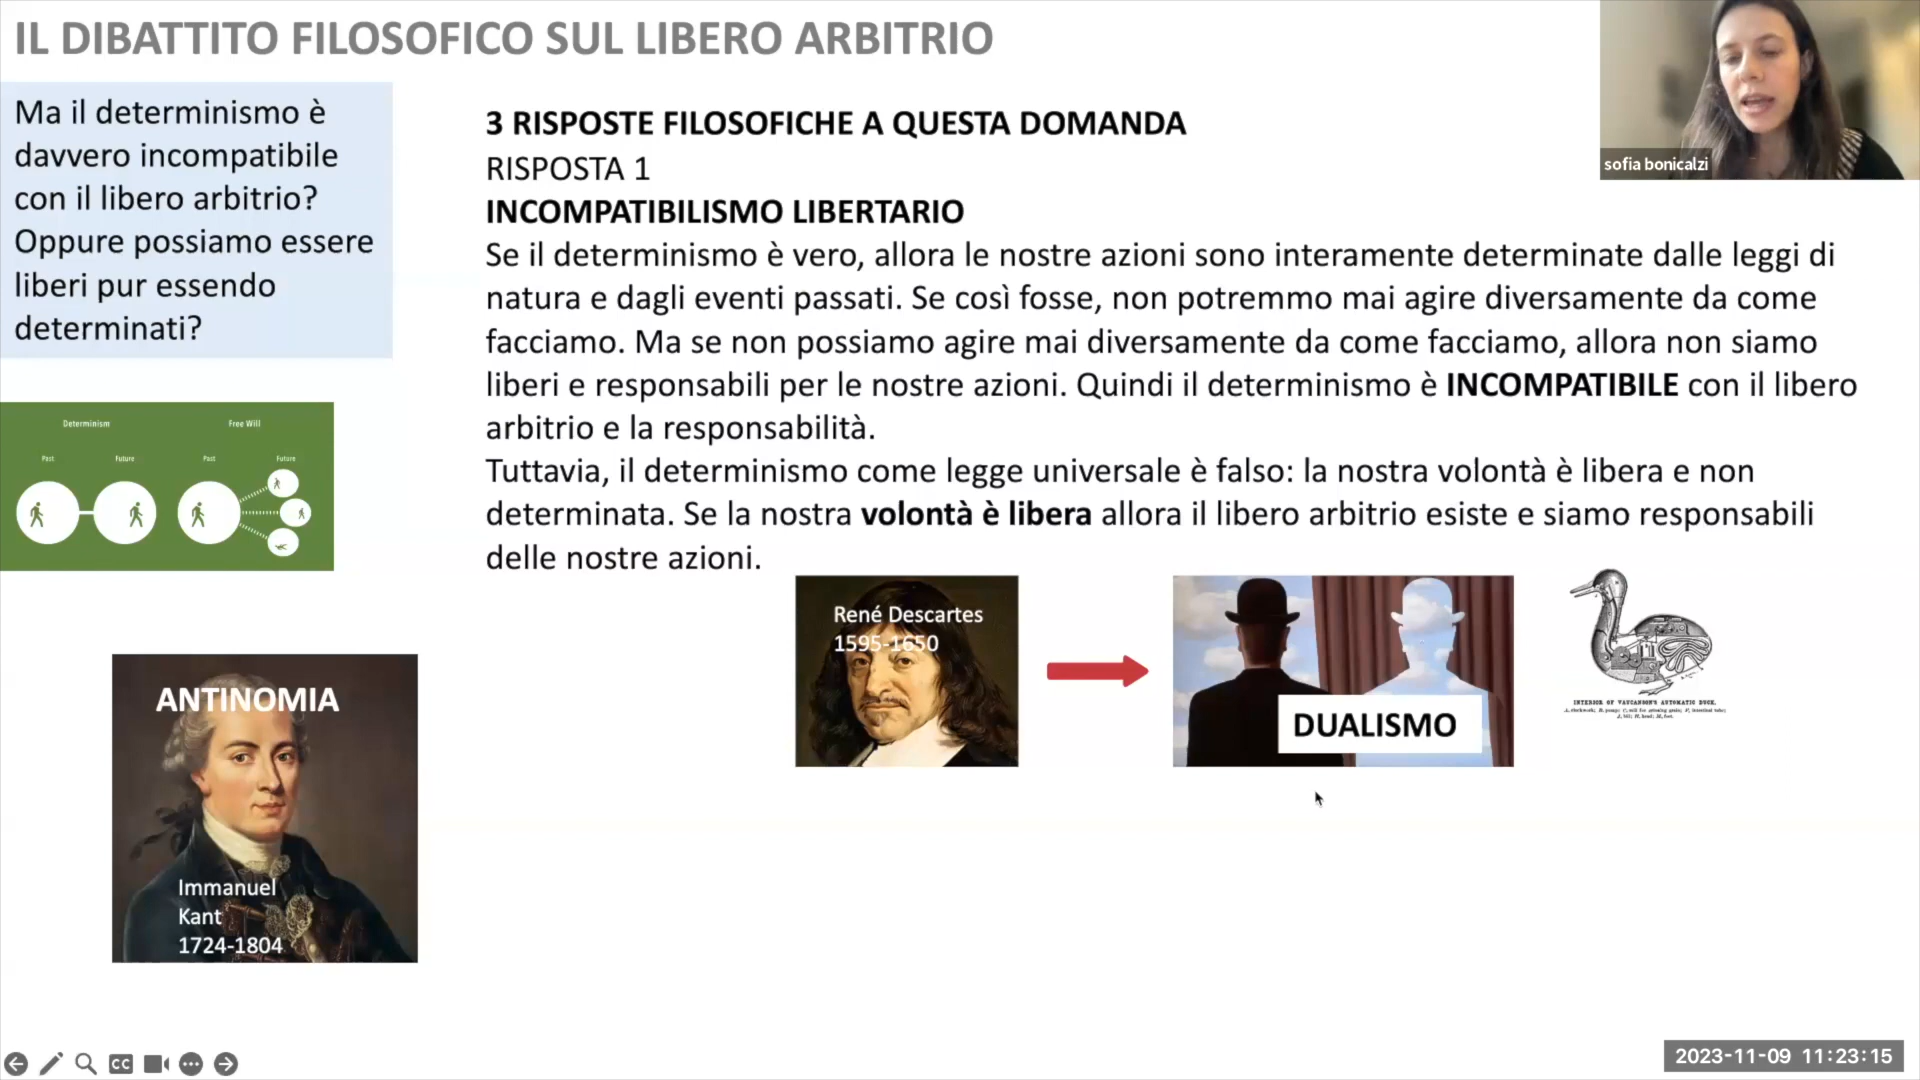 IL DIBATTITO FILOSOFICO SUL LIBERO ARBITRIO
Ma il determinismo è
davvero incompatibile
con il libero arbitrio?
Oppure possiamo essere
liberi pur essendo
determinati?
3 RISPOSTE FILOSOFICHE A QUESTA DOMANDA
RISPOSTA 1
INCOMPATIBILISMO LIBERTARIO
Se il determinismo è vero, allora le nostre azioni sono interamente determinate dalle leggi di
natura e dagli eventi passati. Se così fosse, non potremmo mai agire diversamente da come
facciamo. Ma se non possiamo agire mai diversamente da come facciamo, allora non siamo
liberi e responsabili per le nostre azioni. Quindi il determinismo è INCOMPATIBILE con il libero
arbitrio e la responsabilità.
Tuttavia, il determinismo come legge universale è falso: la nostra volontà è libera e non
determinata. Se la nostra volontà è libera allora il libero arbitrio esiste e siamo responsabili
delle nostre azioni.
sofia bonicalzi
Determinism Free Will
Past Future Past Future
ANTINOMIA
Immanuel
Kant
1724-1804
René Descartes
1595-1650
DUALISMO
INTERIOR OF VAUCANSON'S AUTOMATIC DUCK.
CC
2023-11-09 11:23:15